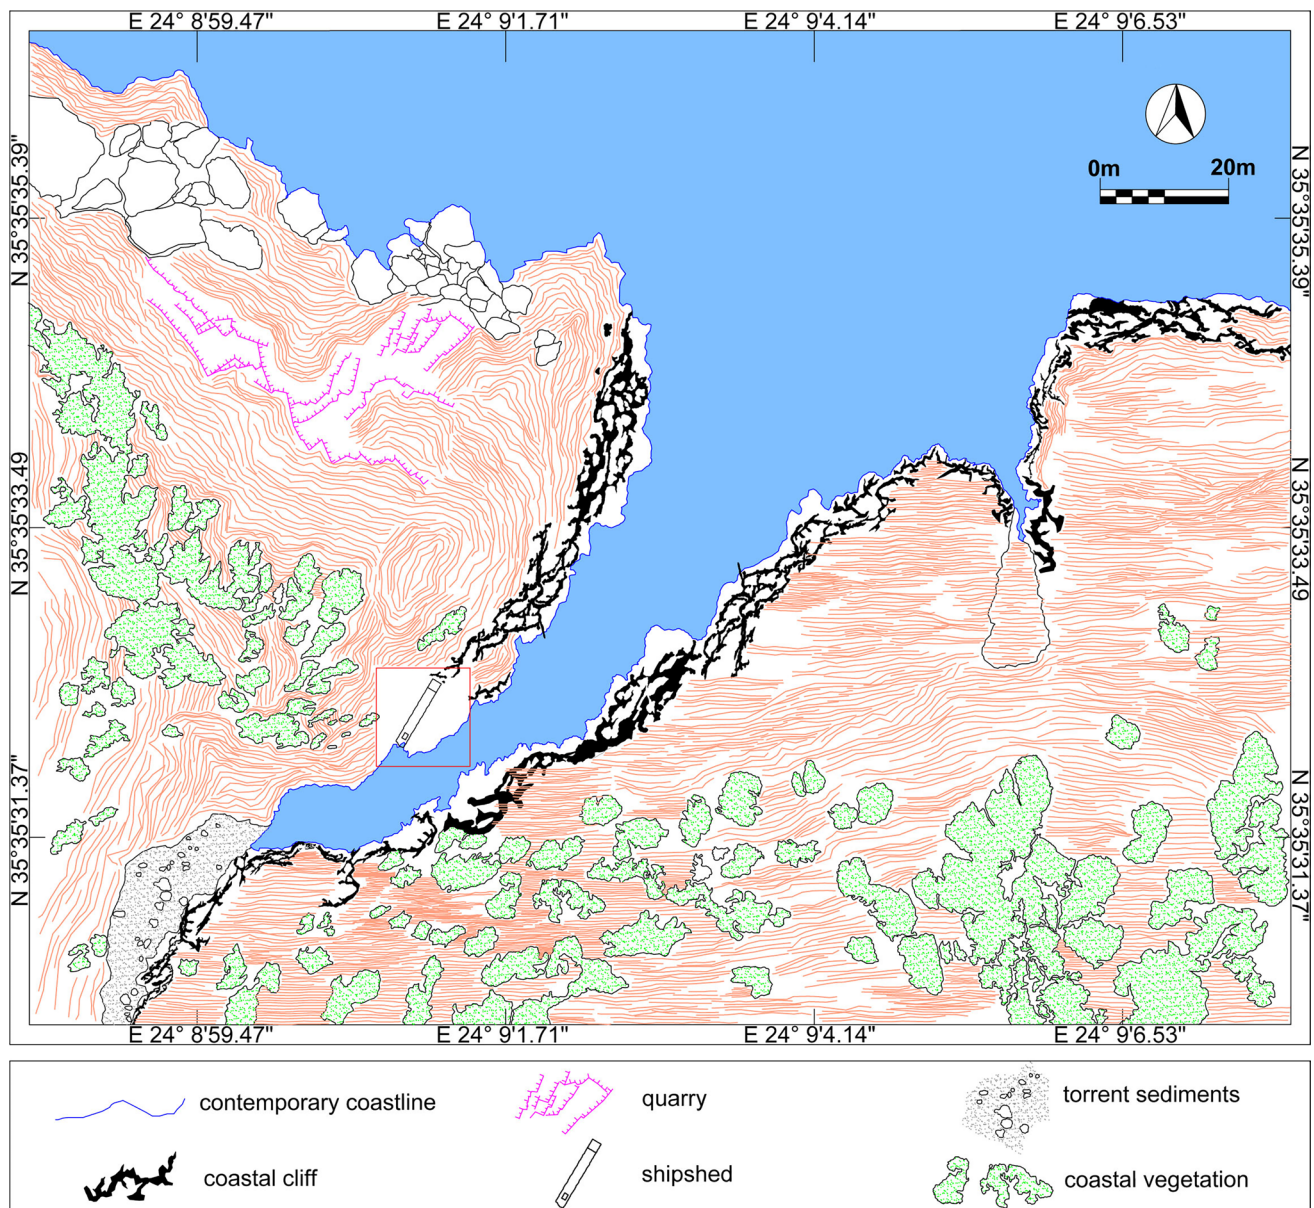 E 24° 8'59.47" E 24° 9'1.71" E 24° 9'4.14" E 24° 9'6.53"
0m 20m
N 35°35'35.39" N 35°35'35.39"
N 35°35'33.49 N 35°35'33.49
N 35°35'31.37" N 35°35'31.37"
E 24° 8'59.47" E 24° 9'1.71" E 24° 9'4.14" E 24° 9'6.53"
contemporary coastline quarry torrent sediments
coastal cliff shipshed coastal vegetation